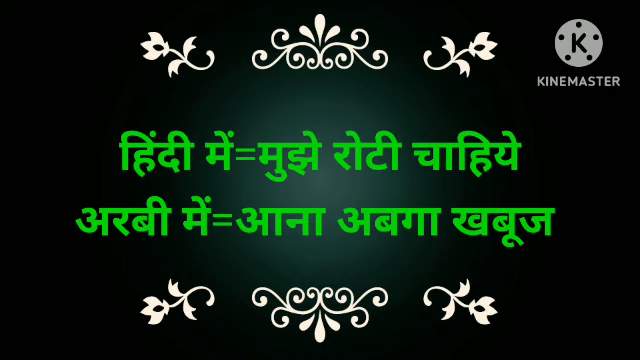 KINEMASTER
हिंदी में=मुझे रोटी चाहिये
अरबी में=आना अबगा खबूज